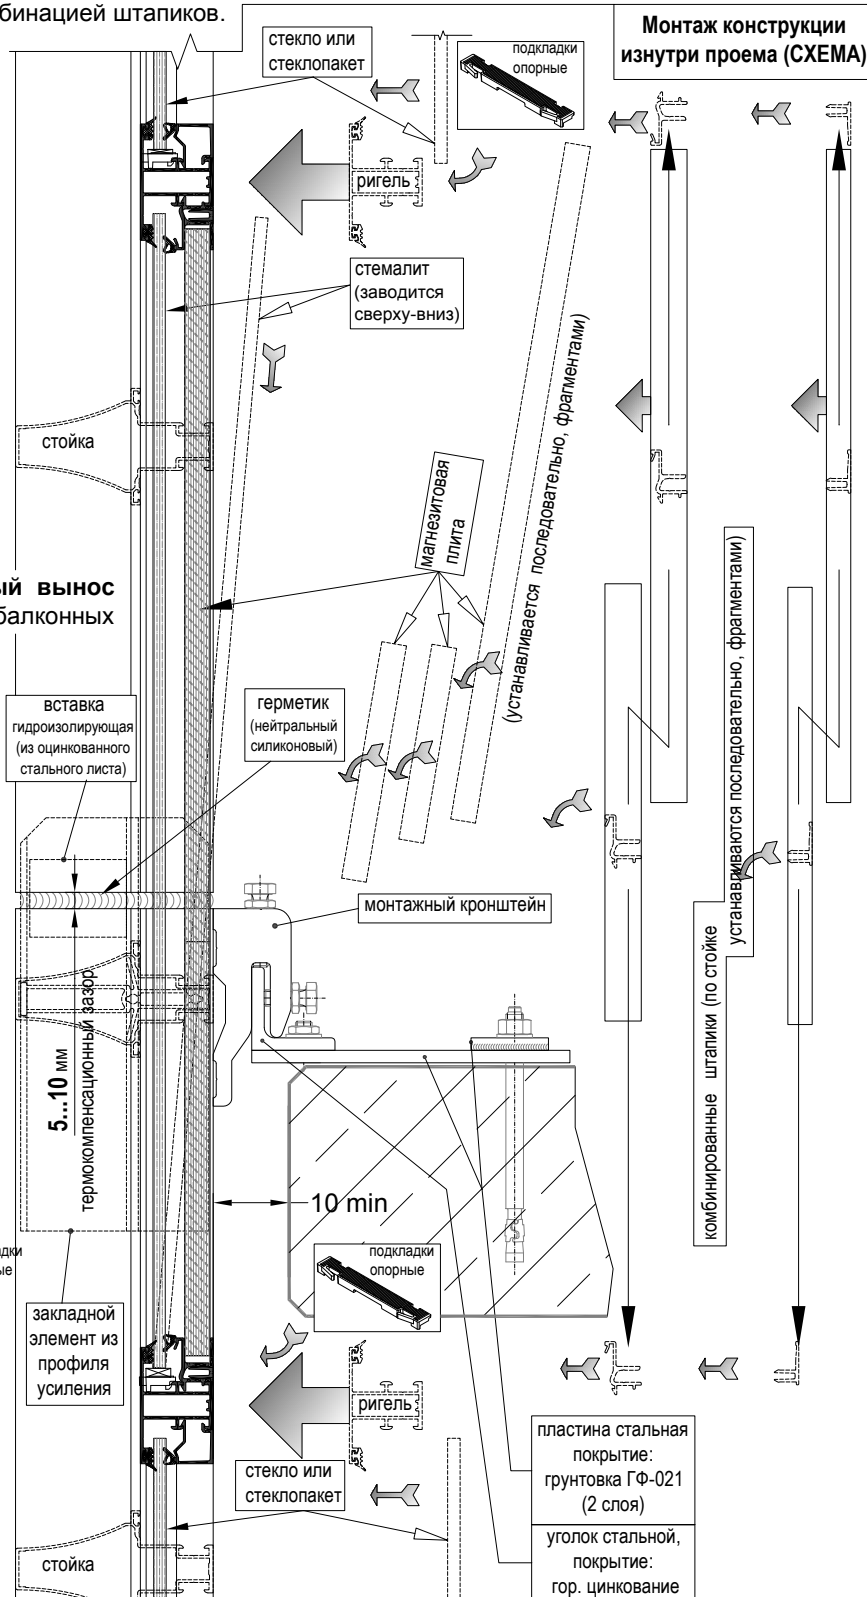 бинацией штапиков.
Монтаж конструкции
изнутри проема (СХЕМА)
стекло или
стеклопакет
подкладки
опорные
ригель
стемалит
(заводится
сверху-вниз)
стойка
магнезитовая
плита
(устанавливается последовательно, фрагментами)
ый вынос
балконных
вставка
гидроизолирующая
(из оцинкованного
стального листа)
герметик
(нейтральный
силиконовый)
монтажный кронштейн
комбинированные штапики (по стойке
устанавливаются последовательно, фрагментами)
5...10 мм
термокомпенсационный зазор
10 min
подкладки
опорные
дки
ые
закладной
элемент из
профиля
усиления
ригель
стекло или
стеклопакет
пластина стальная
покрытие:
грунтовка ГФ-021
(2 слоя)
уголок стальной,
покрытие:
гор. цинкование
стойка